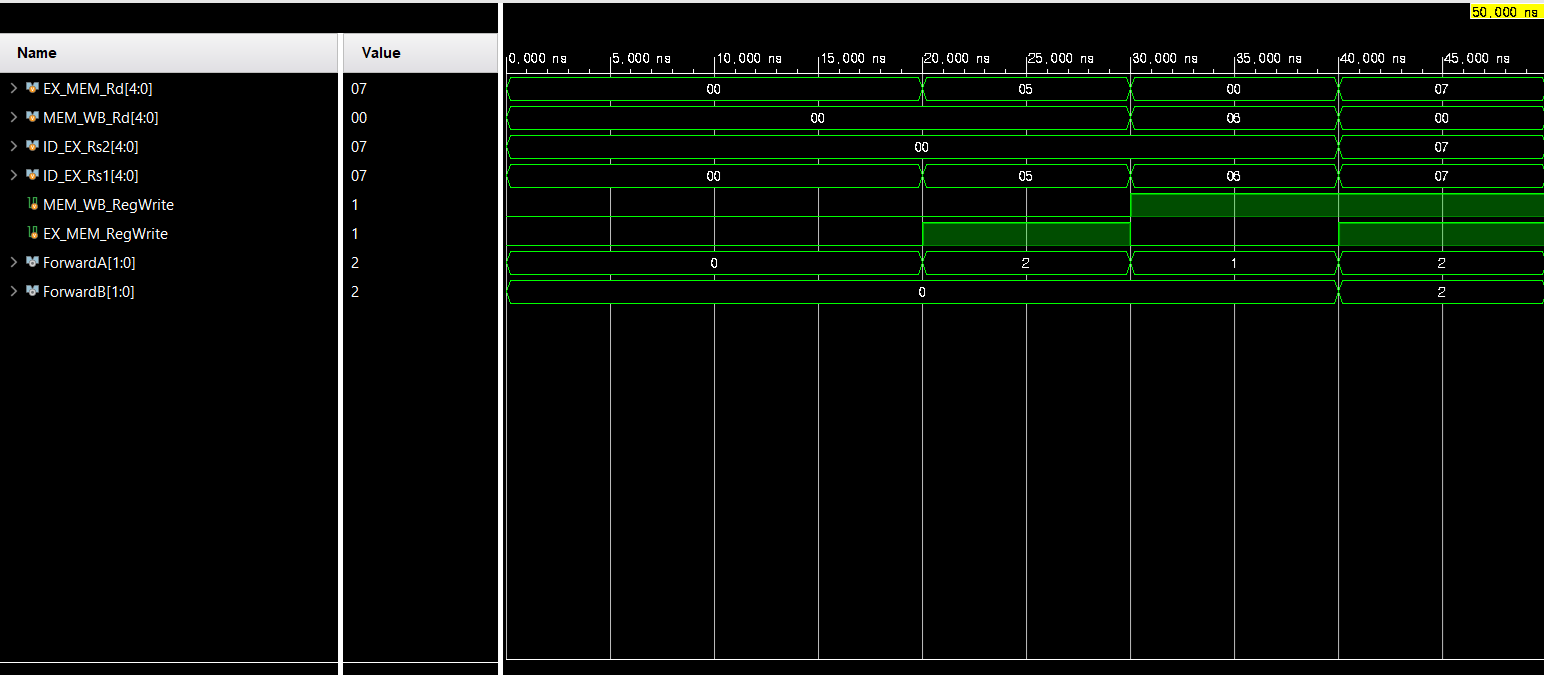 50.000 ns
Name Value
0.000 ns 5.000 ns 10.000 ns 15.000 ns 20.000 ns 25.000 ns 30.000 ns 35.000 ns 40.000 ns 45.000 ns
EX_MEM_Rd[4:0] 07 00 05 00 07
MEM_WB_Rd[4:0] 00 00 06 00
ID_EX_Rs2[4:0] 07 00 07
ID_EX_Rs1[4:0] 07 00 05 06 07
MEM_WB_RegWrite 1
EX_MEM_RegWrite 1
ForwardA[1:0] 2 0 2 1 2
ForwardB[1:0] 2 0 2